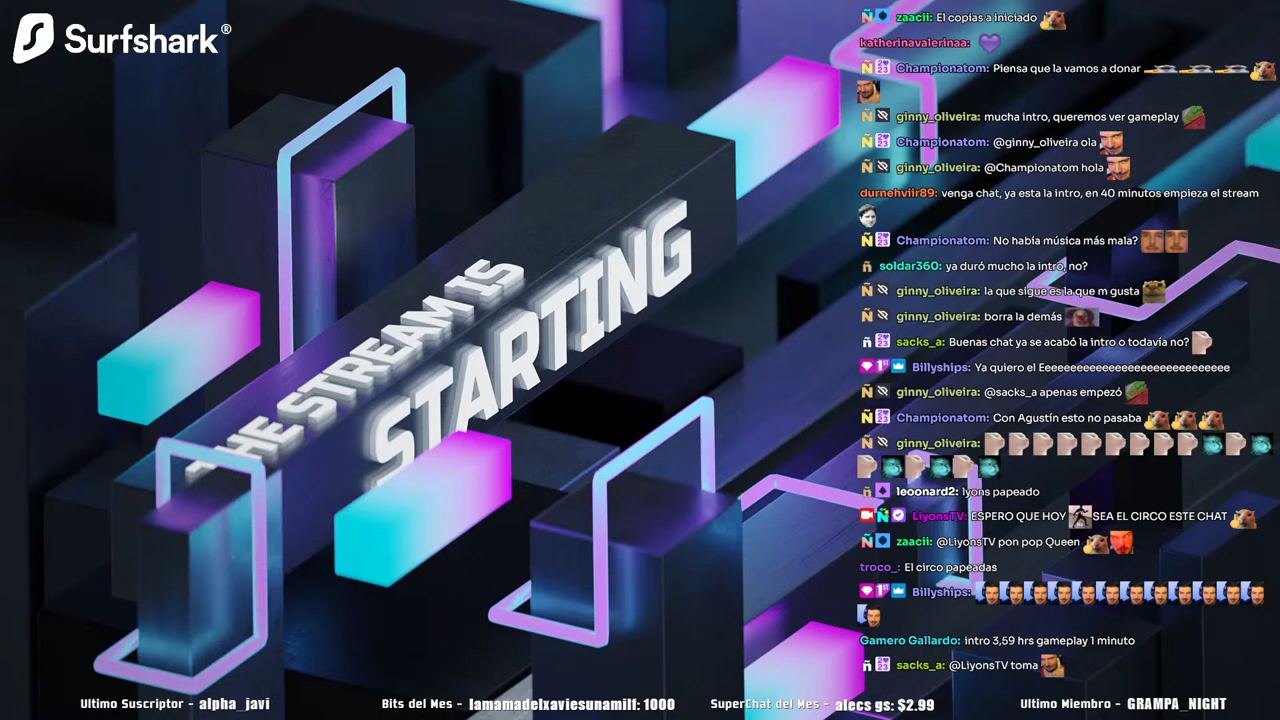 Surfshark®
THE STREAM IS
STARTING
zaacii: El copias a iniciado
katherinavalerinaa:
Championatom: Piensa que la vamos a donar
ginny_oliveira: mucha intro, queremos ver gameplay
Championatom: @ginny_oliveira ola
ginny_oliveira: @Championatom hola
durnehviir89: venga chat, ya esta la intro, en 40 minutos empieza el stream
Championatom: No había música más mala?
soldar360: ya duró mucho la intro, no?
ginny_oliveira: la que sigue es la que m gusta
ginny_oliveira: borra la demás
sacks_a: Buenas chat ya se acabó la intro o todavía no?
Billyships: Ya quiero el Eeeeeeeeeeeeeeeeeeeeeeeeeeeee
ginny_oliveira: @sacks_a apenas empezó
Championatom: Con Agustín esto no pasaba
ginny_oliveira:
leoonard2: lyons papeado
LiyonsTV: ESPERO QUE HOY SEA EL CIRCO ESTE CHAT
zaacii: @LiyonsTV pon pop Queen
troco_: El circo papeadas
Billyships:
Gamero Gallardo: intro 3,59 hrs gameplay 1 minuto
sacks_a: @LiyonsTV toma
Ultimo Suscriptor - alpha_javi Bits del Mes - lamamadelxaviesunamilf: 1000 SuperChat del Mes - alecs gs: $2.99 Ultimo Miembro - GRAMPA_NIGHT